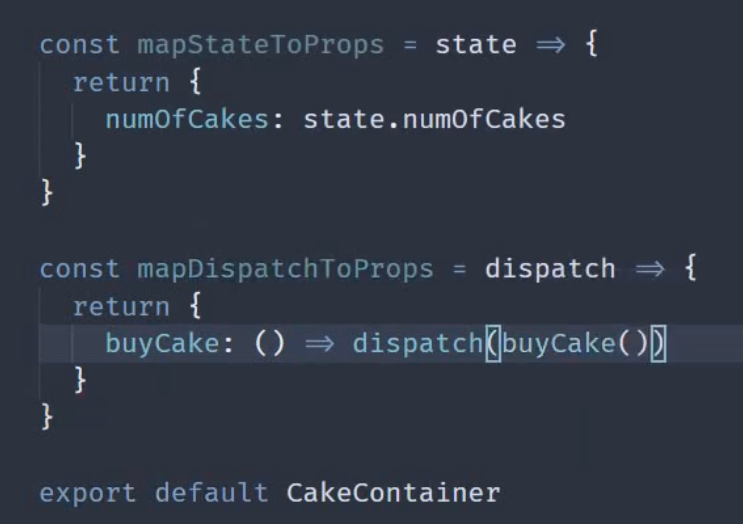 const mapStateToProps = state => {
return {
numOfCakes: state.numOfCakes
}
}
const mapDispatchToProps = dispatch => {
return {
buyCake: () => dispatch(buyCake())
}
}
export default CakeContainer